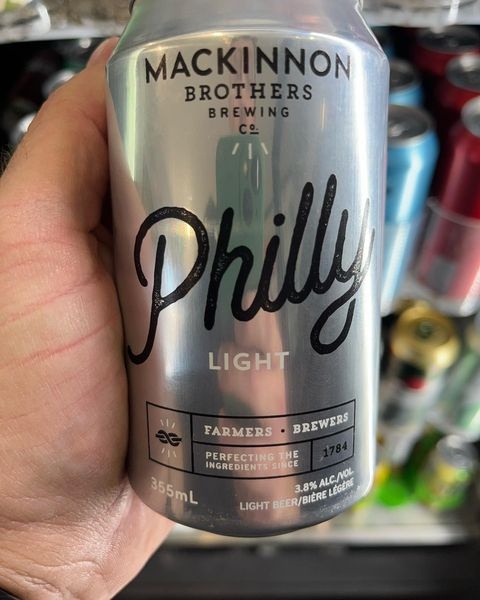 MACKINNON
BROTHERS
BREWING
Co.
Philly
LIGHT
FARMERS • BREWERS
PERFECTING THE
INGREDIENTS SINCE
1784
355mL
3.8% ALC./VOL.
LIGHT BEER/BIÈRE LÉGÈRE